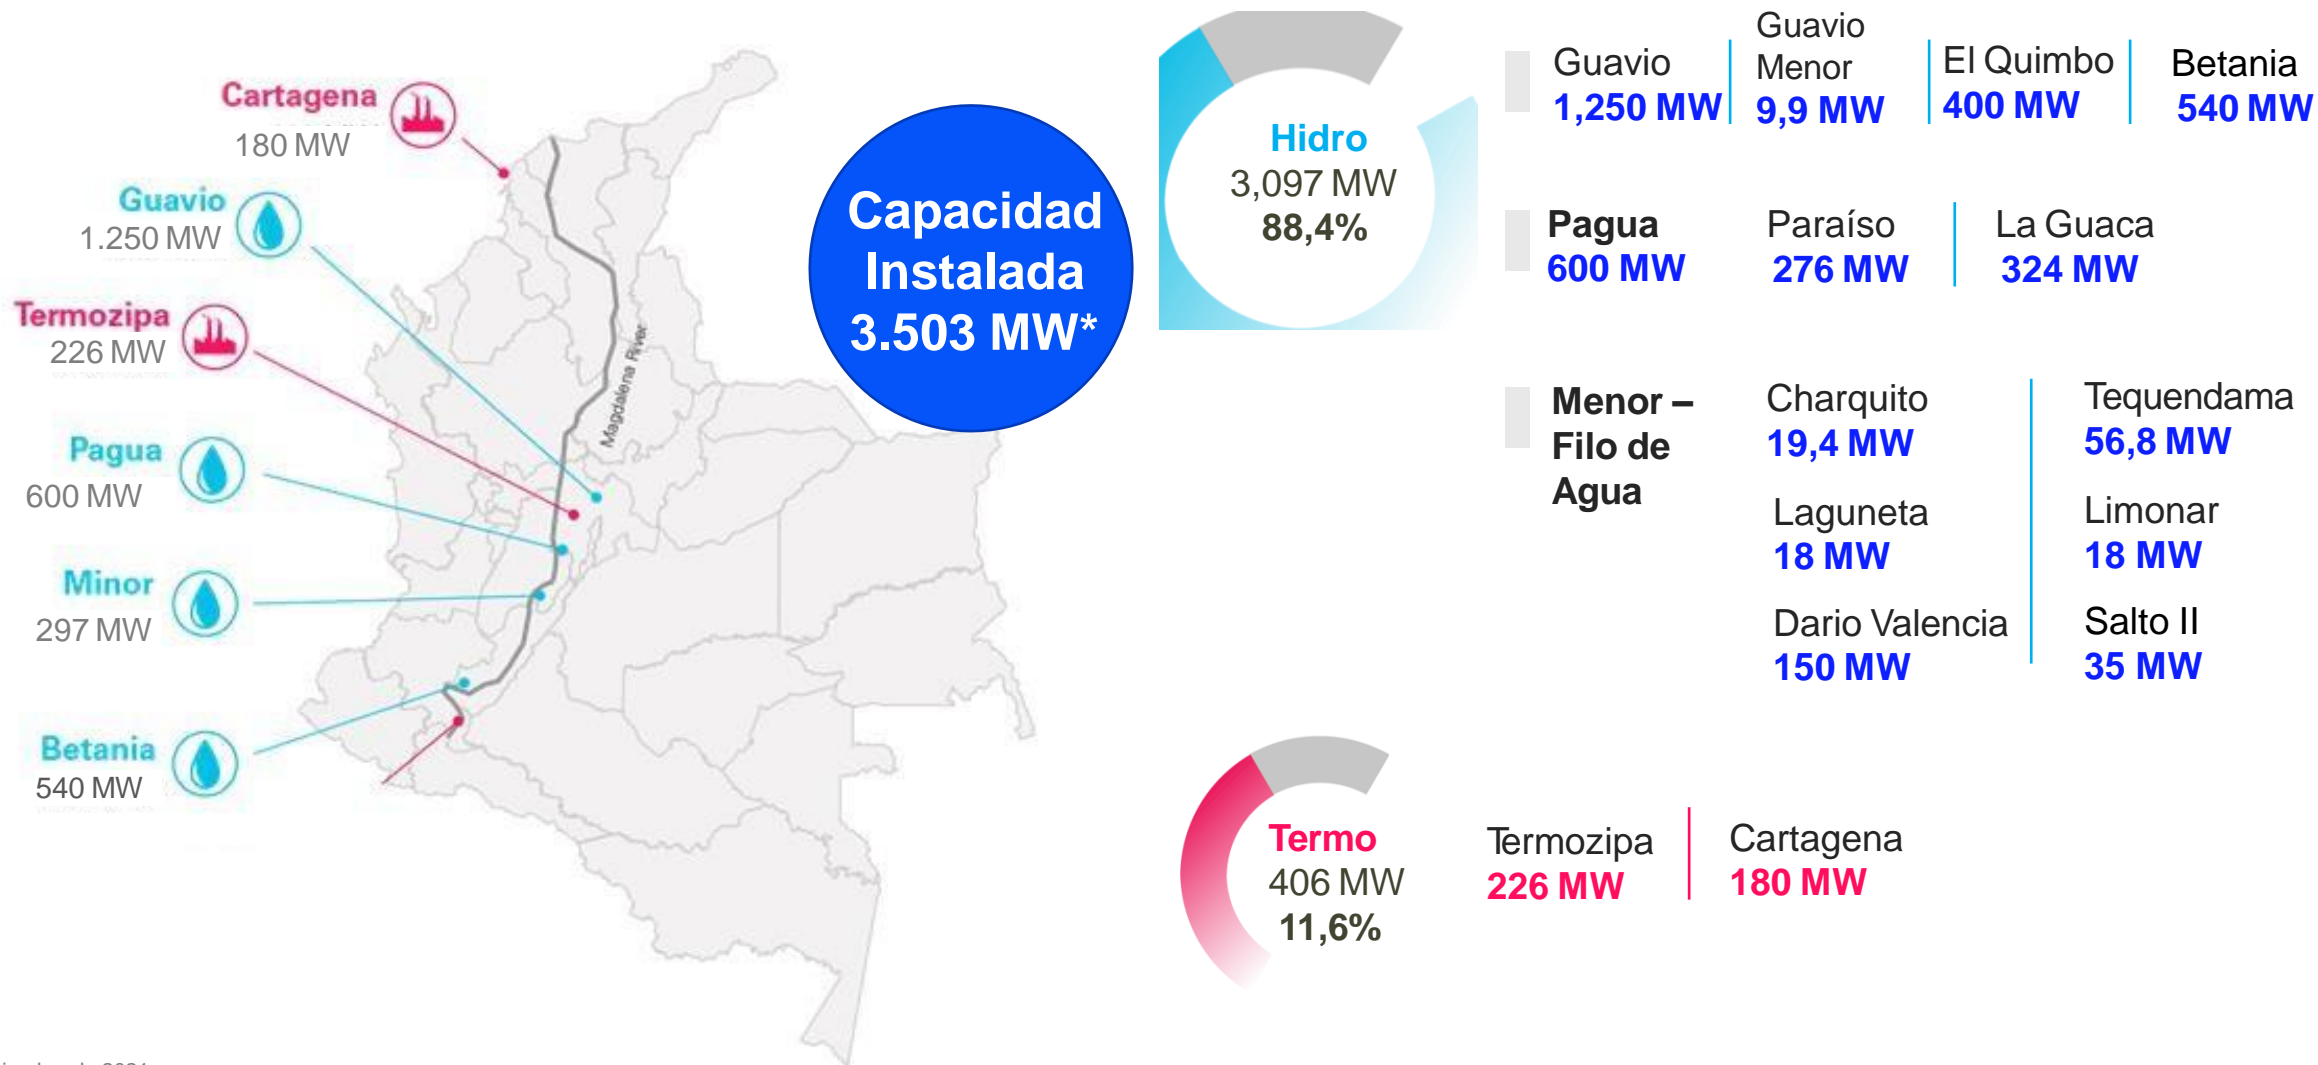 Cartagena
180 MW
Guavio
1.250 MW
Termozipa
226 MW
Pagua
600 MW
Minor
297 MW
Betania
540 MW
Magdalena River
Capacidad
Instalada
3.503 MW*
Hidro
3,097 MW
88,4%
Guavio
1,250 MW
Guavio
Menor
9,9 MW
El Quimbo
400 MW
Betania
540 MW
Pagua
600 MW
Paraíso
276 MW
La Guaca
324 MW
Menor –
Filo de
Agua
Charquito
19,4 MW
Tequendama
56,8 MW
Laguneta
18 MW
Limonar
18 MW
Dario Valencia
150 MW
Salto II
35 MW
Termo
406 MW
11,6%
Termozipa
226 MW
Cartagena
180 MW